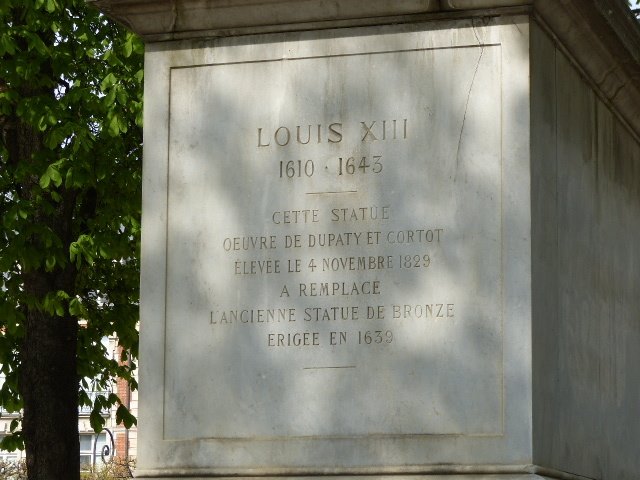 LOUIS XIII
1610 · 1643
CETTE STATUE
OEUVRE DE DUPATY ET CORTOT
ÉLEVÉE LE 4 NOVEMBRE 1829
A REMPLACÉ
L'ANCIENNE STATUE DE BRONZE
ERIGÉE EN 1639